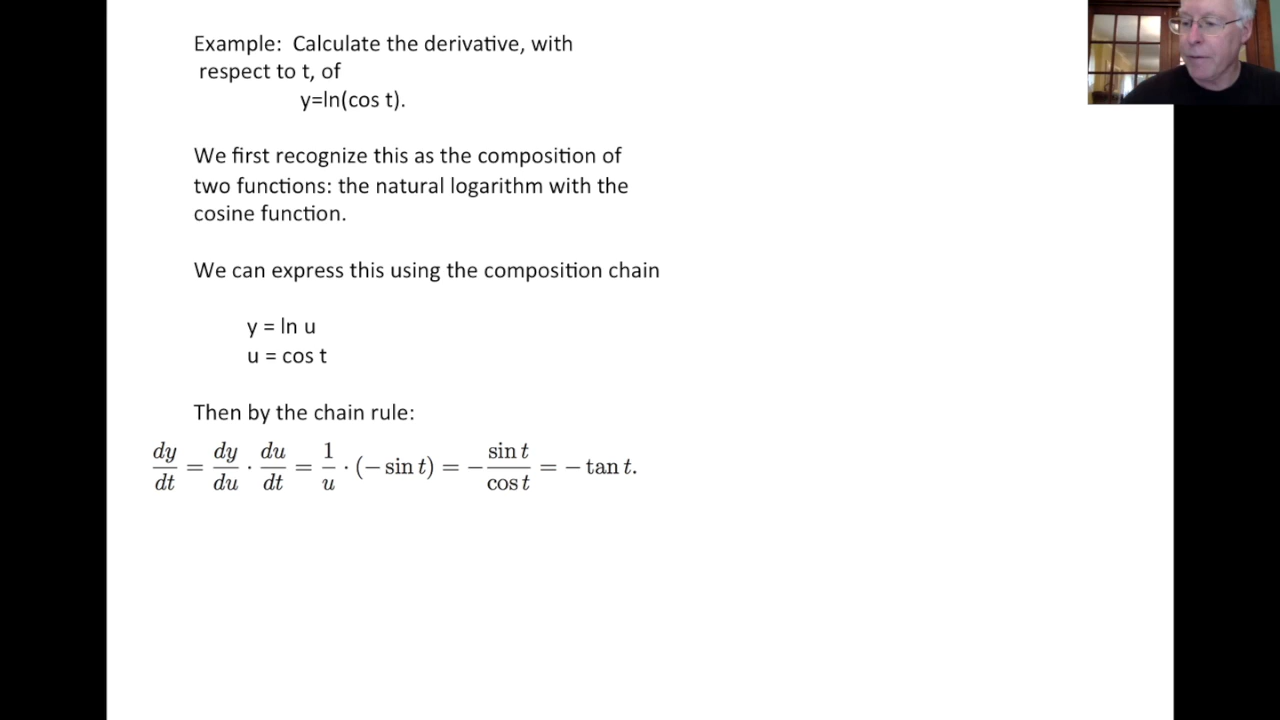 Example: Calculate the derivative, with
respect to t, of
y=ln(cos t).
We first recognize this as the composition of
two functions: the natural logarithm with the
cosine function.
We can express this using the composition chain
y = ln u
u = cos t
Then by the chain rule:
dy/dt = dy/du · du/dt = 1/u · (− sin t) = − sin t/cos t = − tan t.